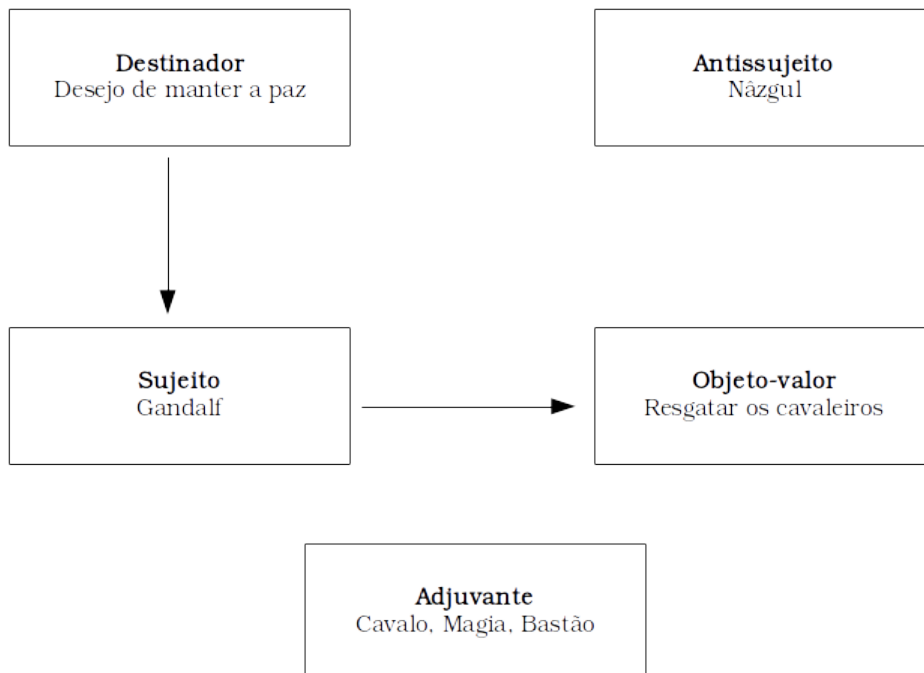 Destinador
Desejo de manter a paz
Antissujeito
Nâzgul
Sujeito
Gandalf
Objeto-valor
Resgatar os cavaleiros
Adjuvante
Cavalo, Magia, Bastão